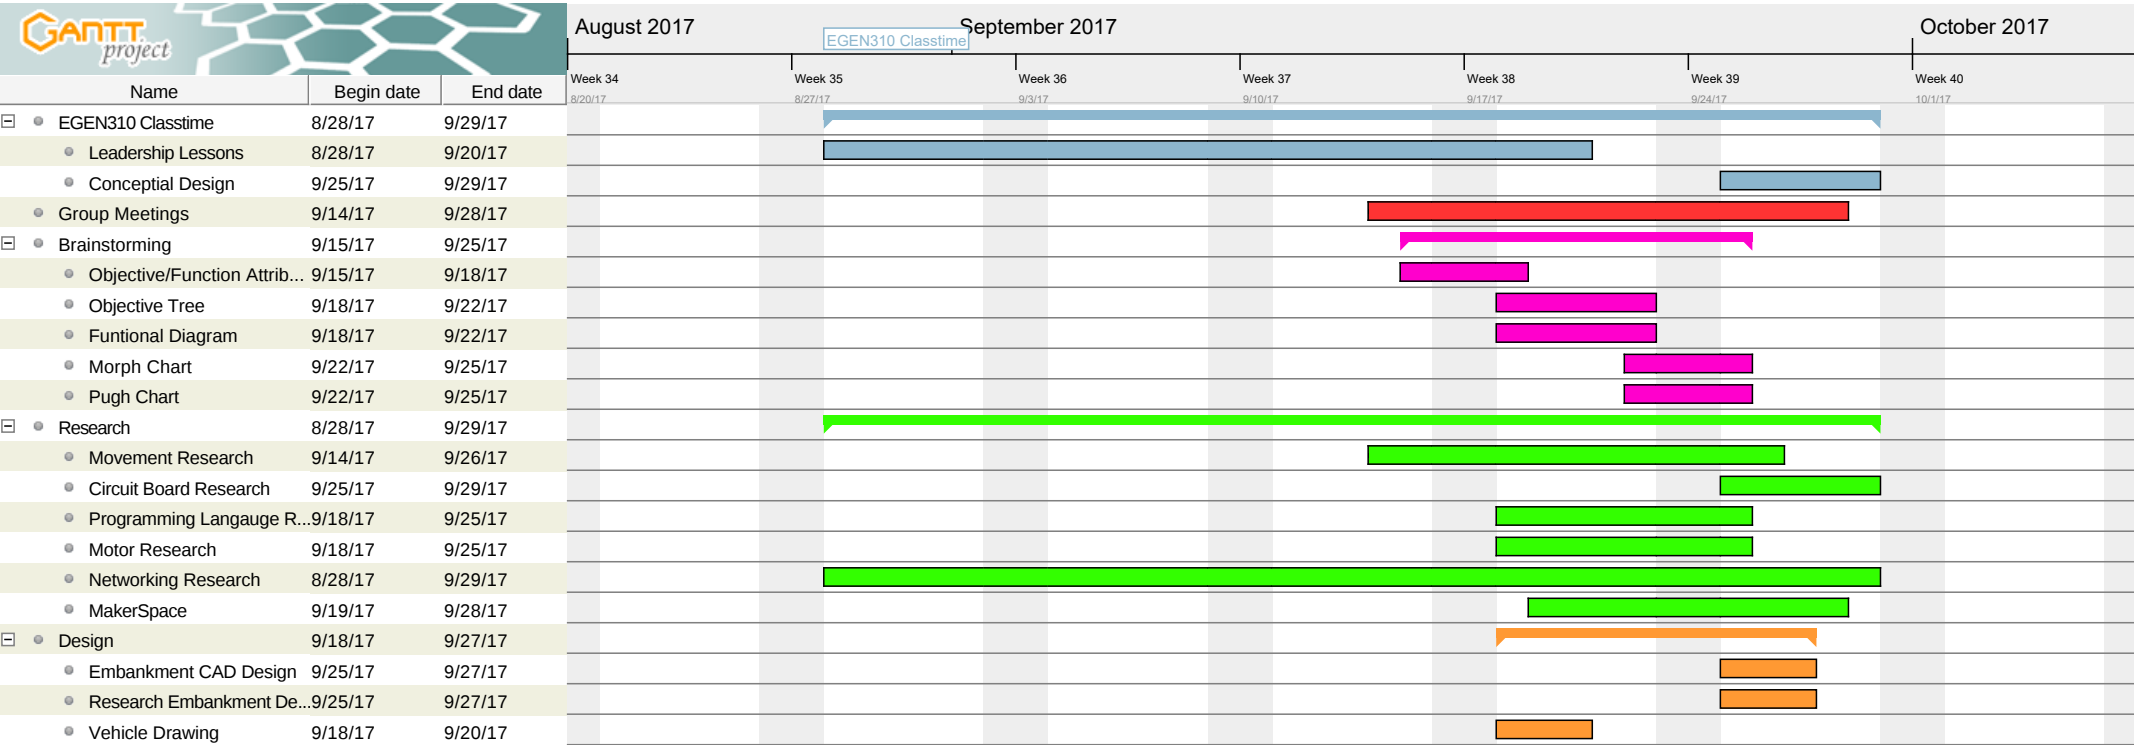 GANTT
project
August 2017 September 2017 October 2017
EGEN310 Classtime
Week 34 Week 35 Week 36 Week 37 Week 38 Week 39 Week 40
Name Begin date End date
8/20/17 8/27/17 9/3/17 9/10/17 9/17/17 9/24/17 10/1/17
EGEN310 Classtime 8/28/17 9/29/17
Leadership Lessons 8/28/17 9/20/17
Conceptial Design 9/25/17 9/29/17
Group Meetings 9/14/17 9/28/17
Brainstorming 9/15/17 9/25/17
Objective/Function Attrib... 9/15/17 9/18/17
Objective Tree 9/18/17 9/22/17
Funtional Diagram 9/18/17 9/22/17
Morph Chart 9/22/17 9/25/17
Pugh Chart 9/22/17 9/25/17
Research 8/28/17 9/29/17
Movement Research 9/14/17 9/26/17
Circuit Board Research 9/25/17 9/29/17
Programming Langauge R... 9/18/17 9/25/17
Motor Research 9/18/17 9/25/17
Networking Research 8/28/17 9/29/17
MakerSpace 9/19/17 9/28/17
Design 9/18/17 9/27/17
Embankment CAD Design 9/25/17 9/27/17
Research Embankment De... 9/25/17 9/27/17
Vehicle Drawing 9/18/17 9/20/17